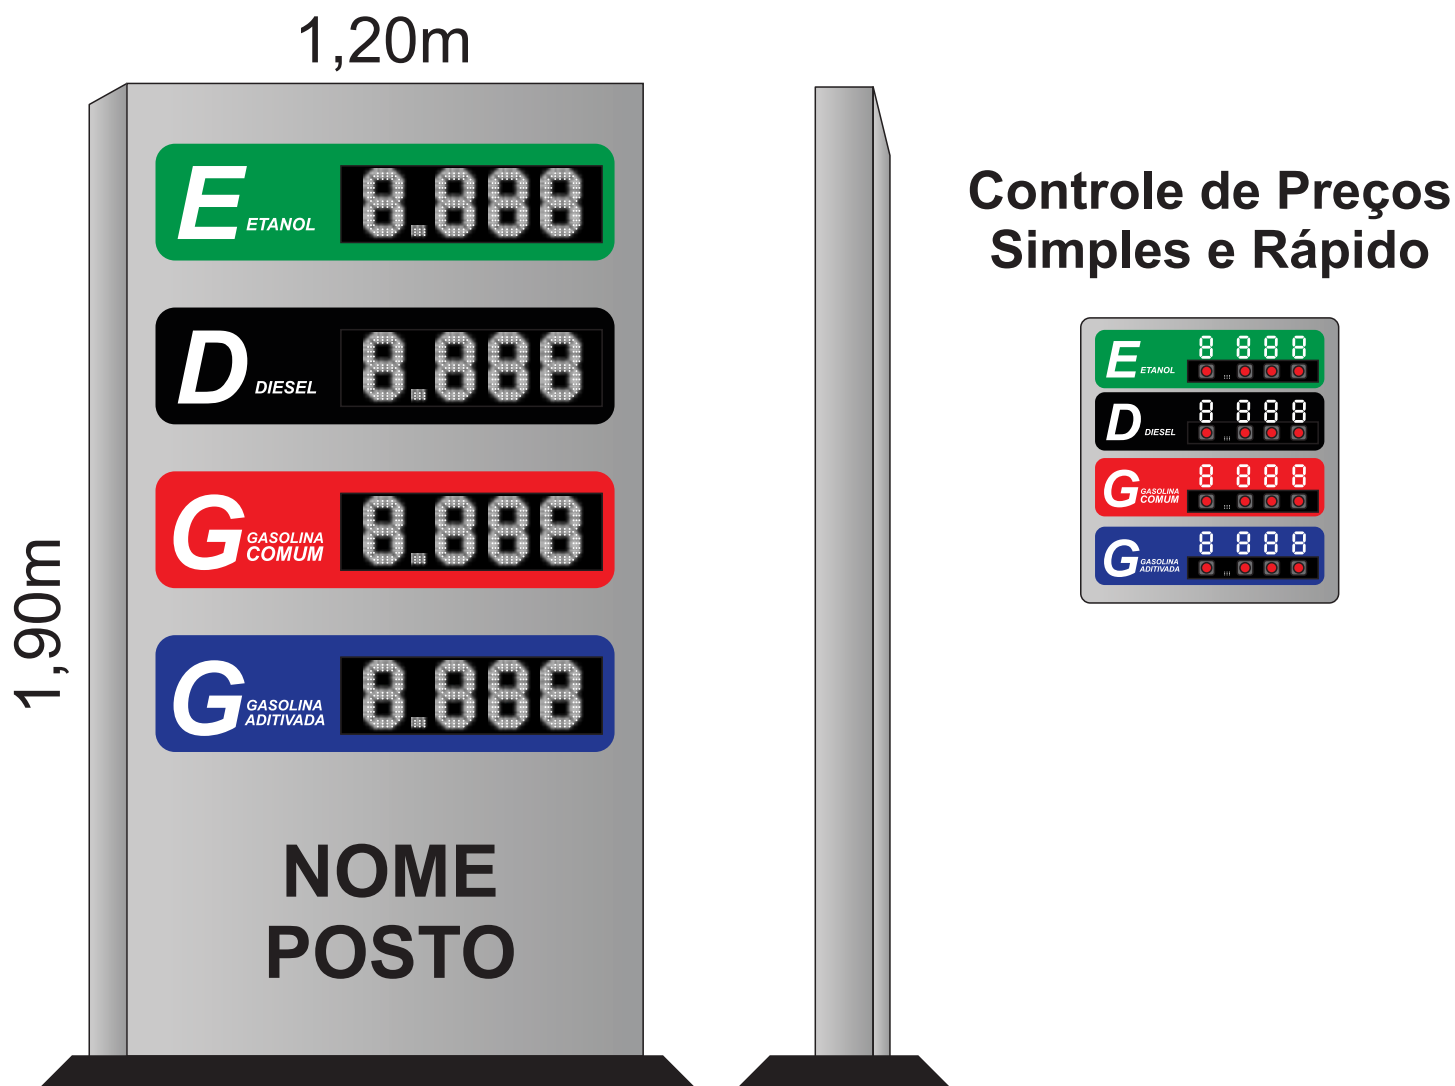 1,20m
1,90m
E ETANOL 8.888
D DIESEL 8.888
G GASOLINA
COMUM 8.888
G GASOLINA
ADITIVADA 8.888
NOME
POSTO
Controle de Preços
Simples e Rápido
E ETANOL 8 888
D DIESEL 8 888
G GASOLINA
COMUM 8 888
G GASOLINA
ADITIVADA 8 888